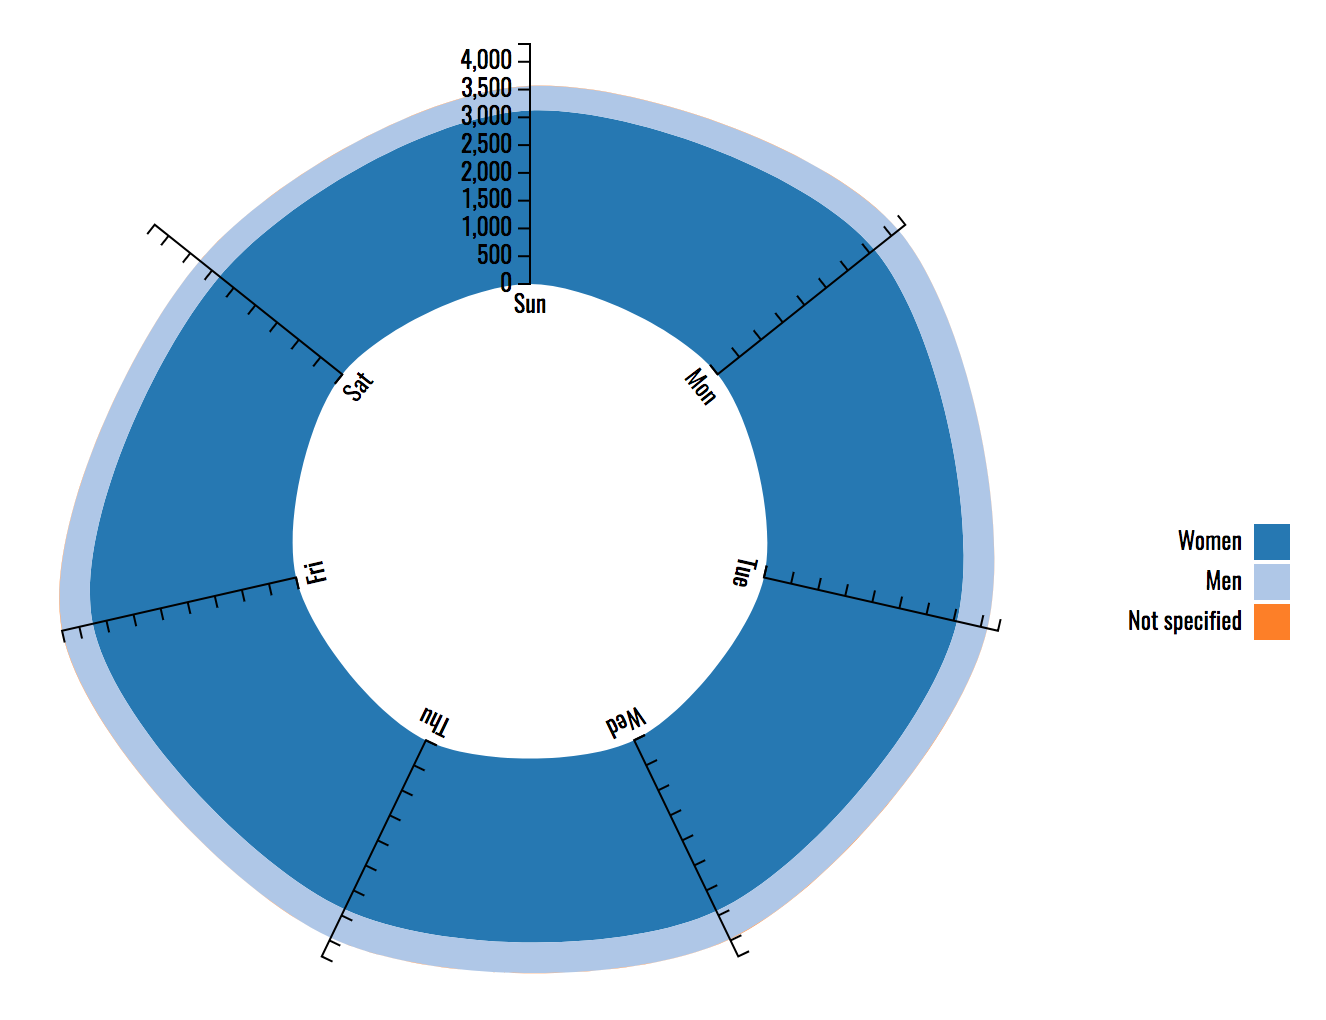 4,000
3,500
3,000
2,500
2,000
1,500
1,000
500
0
Sun
Mon
Tue
Wed
Thu
Fri
Sat
Women
Men
Not specified